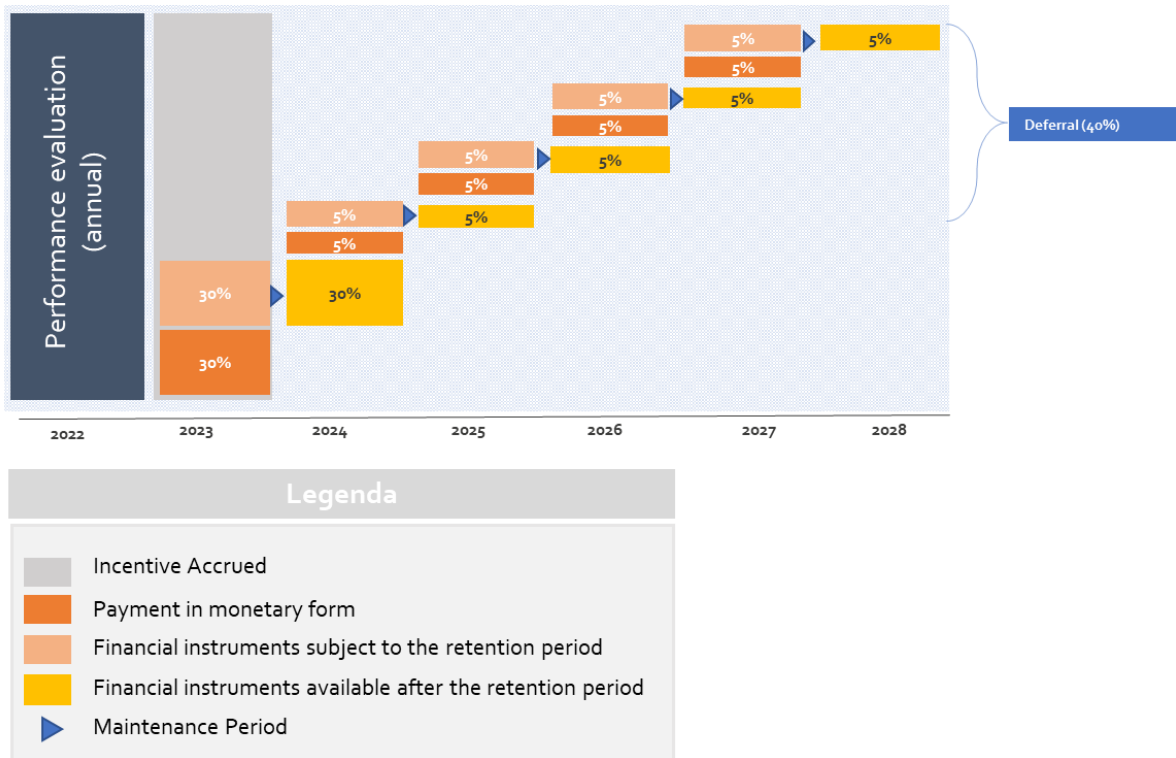 Performance evaluation
(annual)
5%
5%
5%
5%
5%
5%
5%
5%
5%
5%
5%
5%
5%
30%
30%
30%
Deferral (40%)
2022
2023
2024
2025
2026
2027
2028
Legenda
Incentive Accrued
Payment in monetary form
Financial instruments subject to the retention period
Financial instruments available after the retention period
Maintenance Period